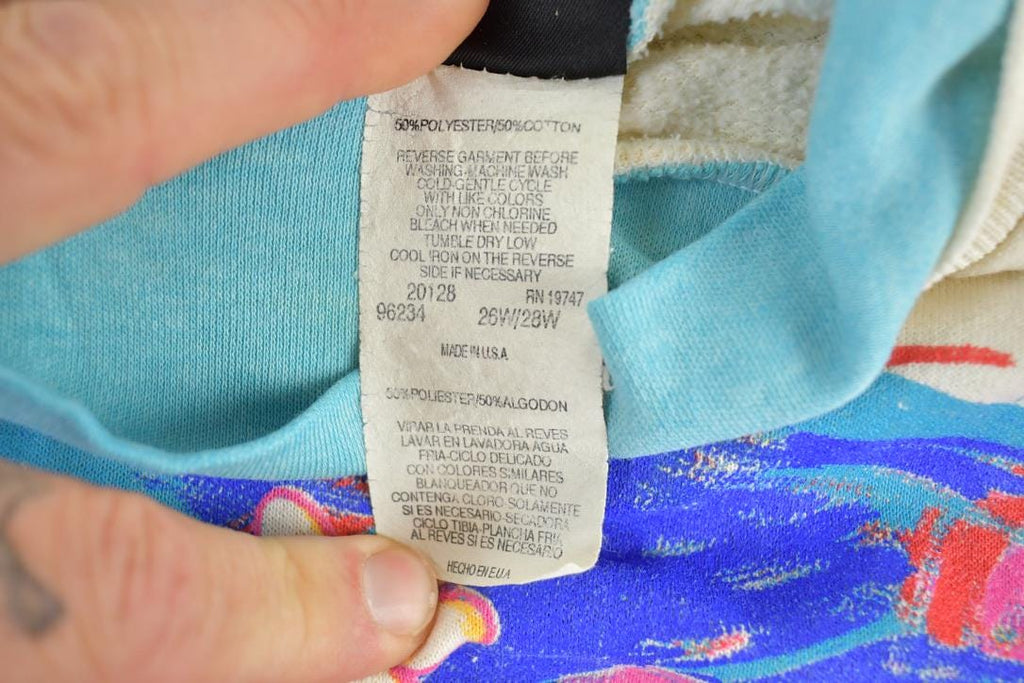 50%POLYESTER/50%COTTON
REVERSE GARMENT BEFORE
WASHING-MACHINE WASH
COLD-GENTLE CYCLE
WITH LIKE COLORS
ONLY NON CHLORINE
BLEACH WHEN NEEDED
TUMBLE DRY LOW
COOL IRON ON THE REVERSE
SIDE IF NECESSARY
20128 RN 19747
96234 26W/28W
MADE IN U.S.A.
50%POLIESTER/50%ALGODON
VIRAR LA PRENDA AL REVES
LAVAR EN LAVADORA AGUA
FRIA-CICLO DELICADO
CON COLORES SIMILARES
BLANQUEADOR QUE NO
CONTENGA CLORO-SOLAMENTE
SI ES NECESARIO-SECADORA
CICLO TIBIA-PLANCHA FRIA
AL REVES SI ES NECESARIO
HECHO EN E.U.A.